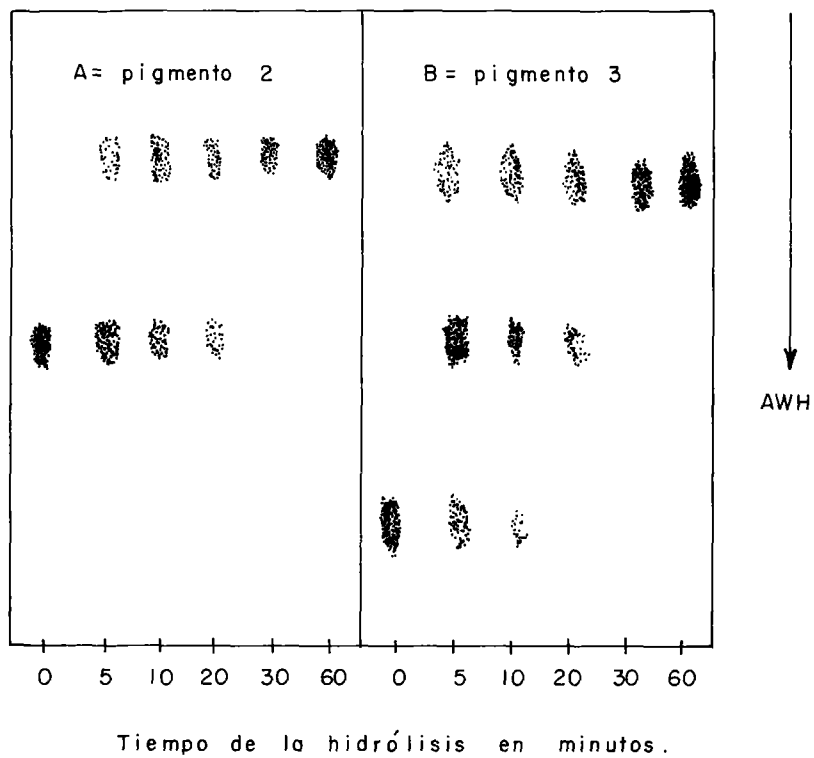 A= pigmento 2
B= pigmento 3
AWH
0 5 10 20 30 60
0 5 10 20 30 60
Tiempo de la hidrólisis en minutos.